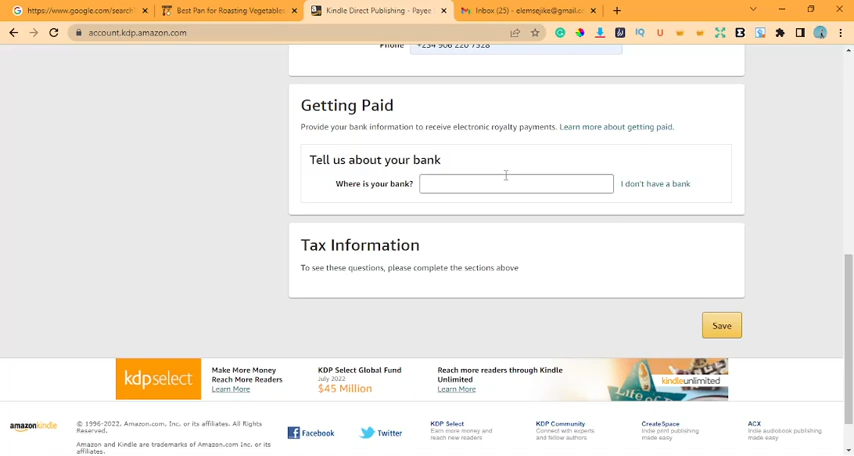 https://www.google.com/search
Best Pan for Roasting Vegetables
Kindle Direct Publishing - Payee
Inbox (25) - elemsejike@gmail.co
account.kdp.amazon.com
Phone +234 906 220 7528
Getting Paid
Provide your bank information to receive electronic royalty payments. Learn more about getting paid.
Tell us about your bank
Where is your bank? I don't have a bank
Tax Information
To see these questions, please complete the sections above
Save
kdpselect
Make More Money
Reach More Readers
Learn More
KDP Select Global Fund
July 2022
$45 Million
Reach more readers through Kindle
Unlimited
Learn More
kindleunlimited
amazonkindle
© 1996-2022, Amazon.com, Inc. or its affiliates. All Rights
Reserved.
Amazon and Kindle are trademarks of Amazon.com Inc. or its
affiliates.
Facebook
Twitter
KDP Select
Earn more money and
reach new readers
KDP Community
Connect with experts
and fellow authors
CreateSpace
Indie print publishing
made easy
ACX
Indie audiobook publishing
made easy